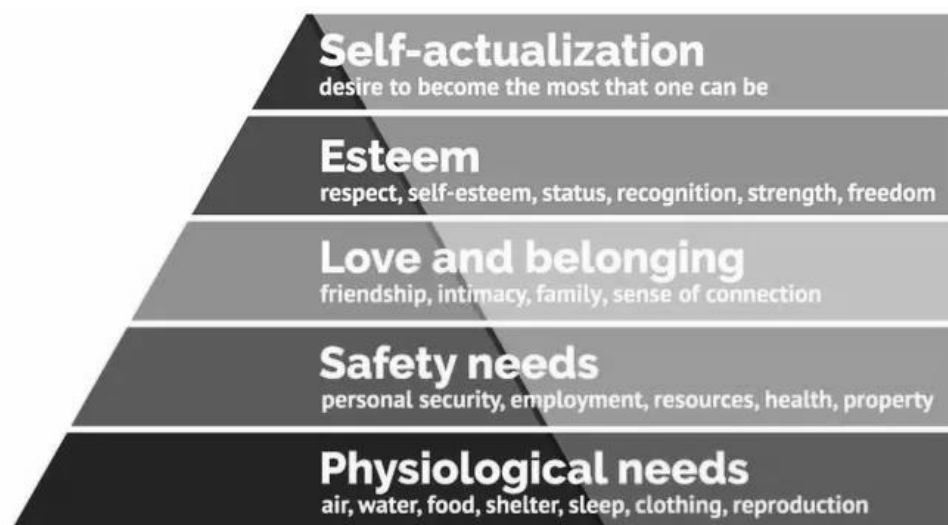 Self-actualization
desire to become the most that one can be
Esteem
respect, self-esteem, status, recognition, strength, freedom
Love and belonging
friendship, intimacy, family, sense of connection
Safety needs
personal security, employment, resources, health, property
Physiological needs
air, water, food, shelter, sleep, clothing, reproduction